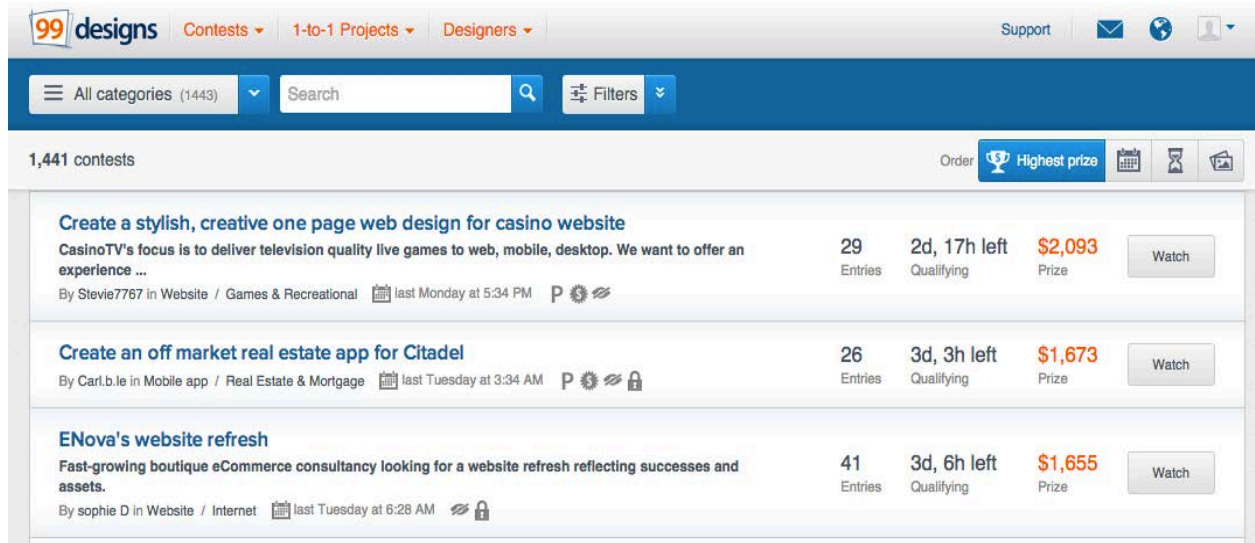 99designs Contests 1-to-1 Projects Designers Support
All categories (1443) Search Filters
1,441 contests Order Highest prize
Create a stylish, creative one page web design for casino website
CasinoTV's focus is to deliver television quality live games to web, mobile, desktop. We want to offer an
experience ...
By Stevie7767 in Website / Games & Recreational last Monday at 5:34 PM P
29 2d, 17h left $2,093 Watch
Entries Qualifying Prize
Create an off market real estate app for Citadel
By Carl.b.le in Mobile app / Real Estate & Mortgage last Tuesday at 3:34 AM P
26 3d, 3h left $1,673 Watch
Entries Qualifying Prize
ENova's website refresh
Fast-growing boutique eCommerce consultancy looking for a website refresh reflecting successes and
assets.
By sophie D in Website / Internet last Tuesday at 6:28 AM
41 3d, 6h left $1,655 Watch
Entries Qualifying Prize